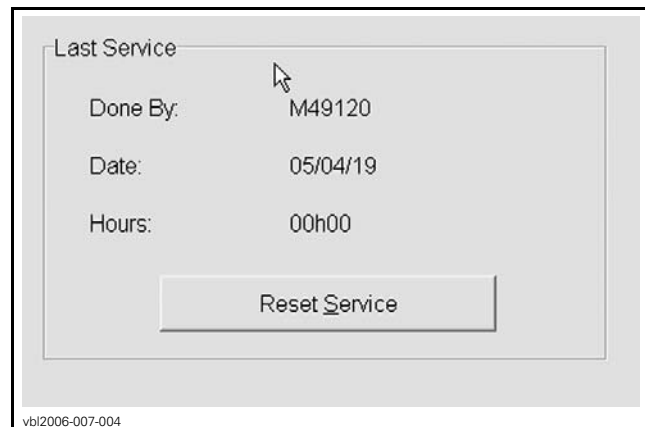 Last Service
Done By: M49120
Date: 05/04/19
Hours: 00h00
Reset Service
vbl2006-007-004